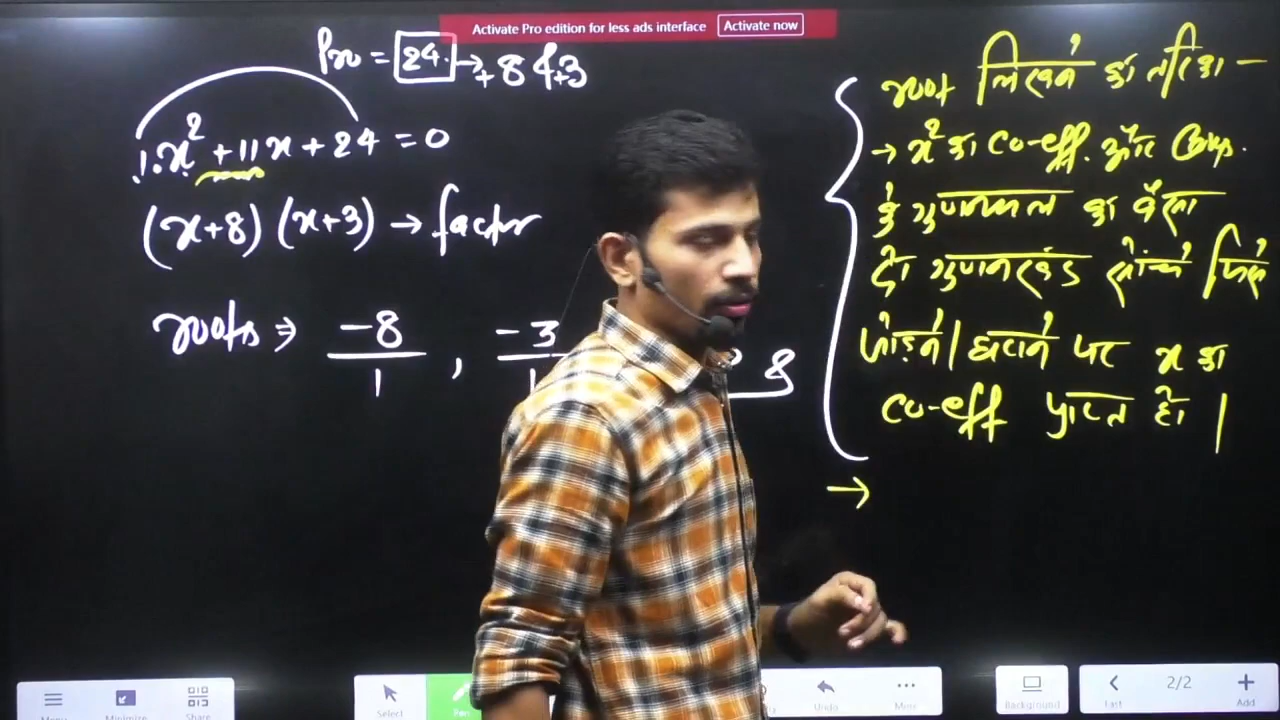 Activate Pro edition for less ads interface Activate now
Pro = 24 → +8 & +3
1.x² +11x + 24 = 0
(x+8) (x+3) → factor
roots ⇒ -8/1 , -3/1
8
root लिखने का तरिका -
→ x² का co-eff. और
के गुणनफल का वैसा
दो गुणनखंड सोचेंगे जिसे
जोड़ने/घटाने पर x का
co-eff प्राप्त हो |
→
Menu Minimize Share Select Pen Undo More Background Last 2/2 Add